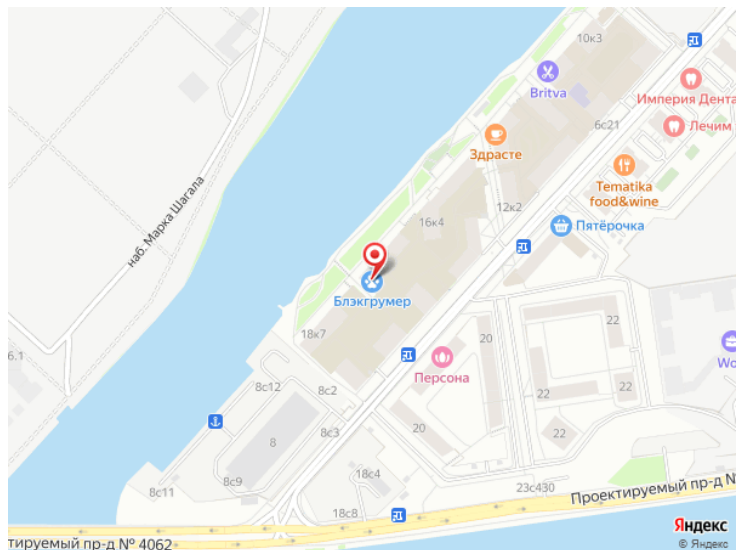 10к3
Britva
Империя Дента
6с21
Лечим
Здрасте
Tematika
food&wine
12к2
16к4
Пятёрочка
наб. Марка Шагала
Блэкгрумер
18к7
22
20
6.1
Wo
Персона
8с12
8с2
22
22
20
22
8
8с3
18с4
8с11
8с9
23с430
18с8
Проектируемый пр-д №
тируемый пр-д № 4062
Яндекс
© Яндекс